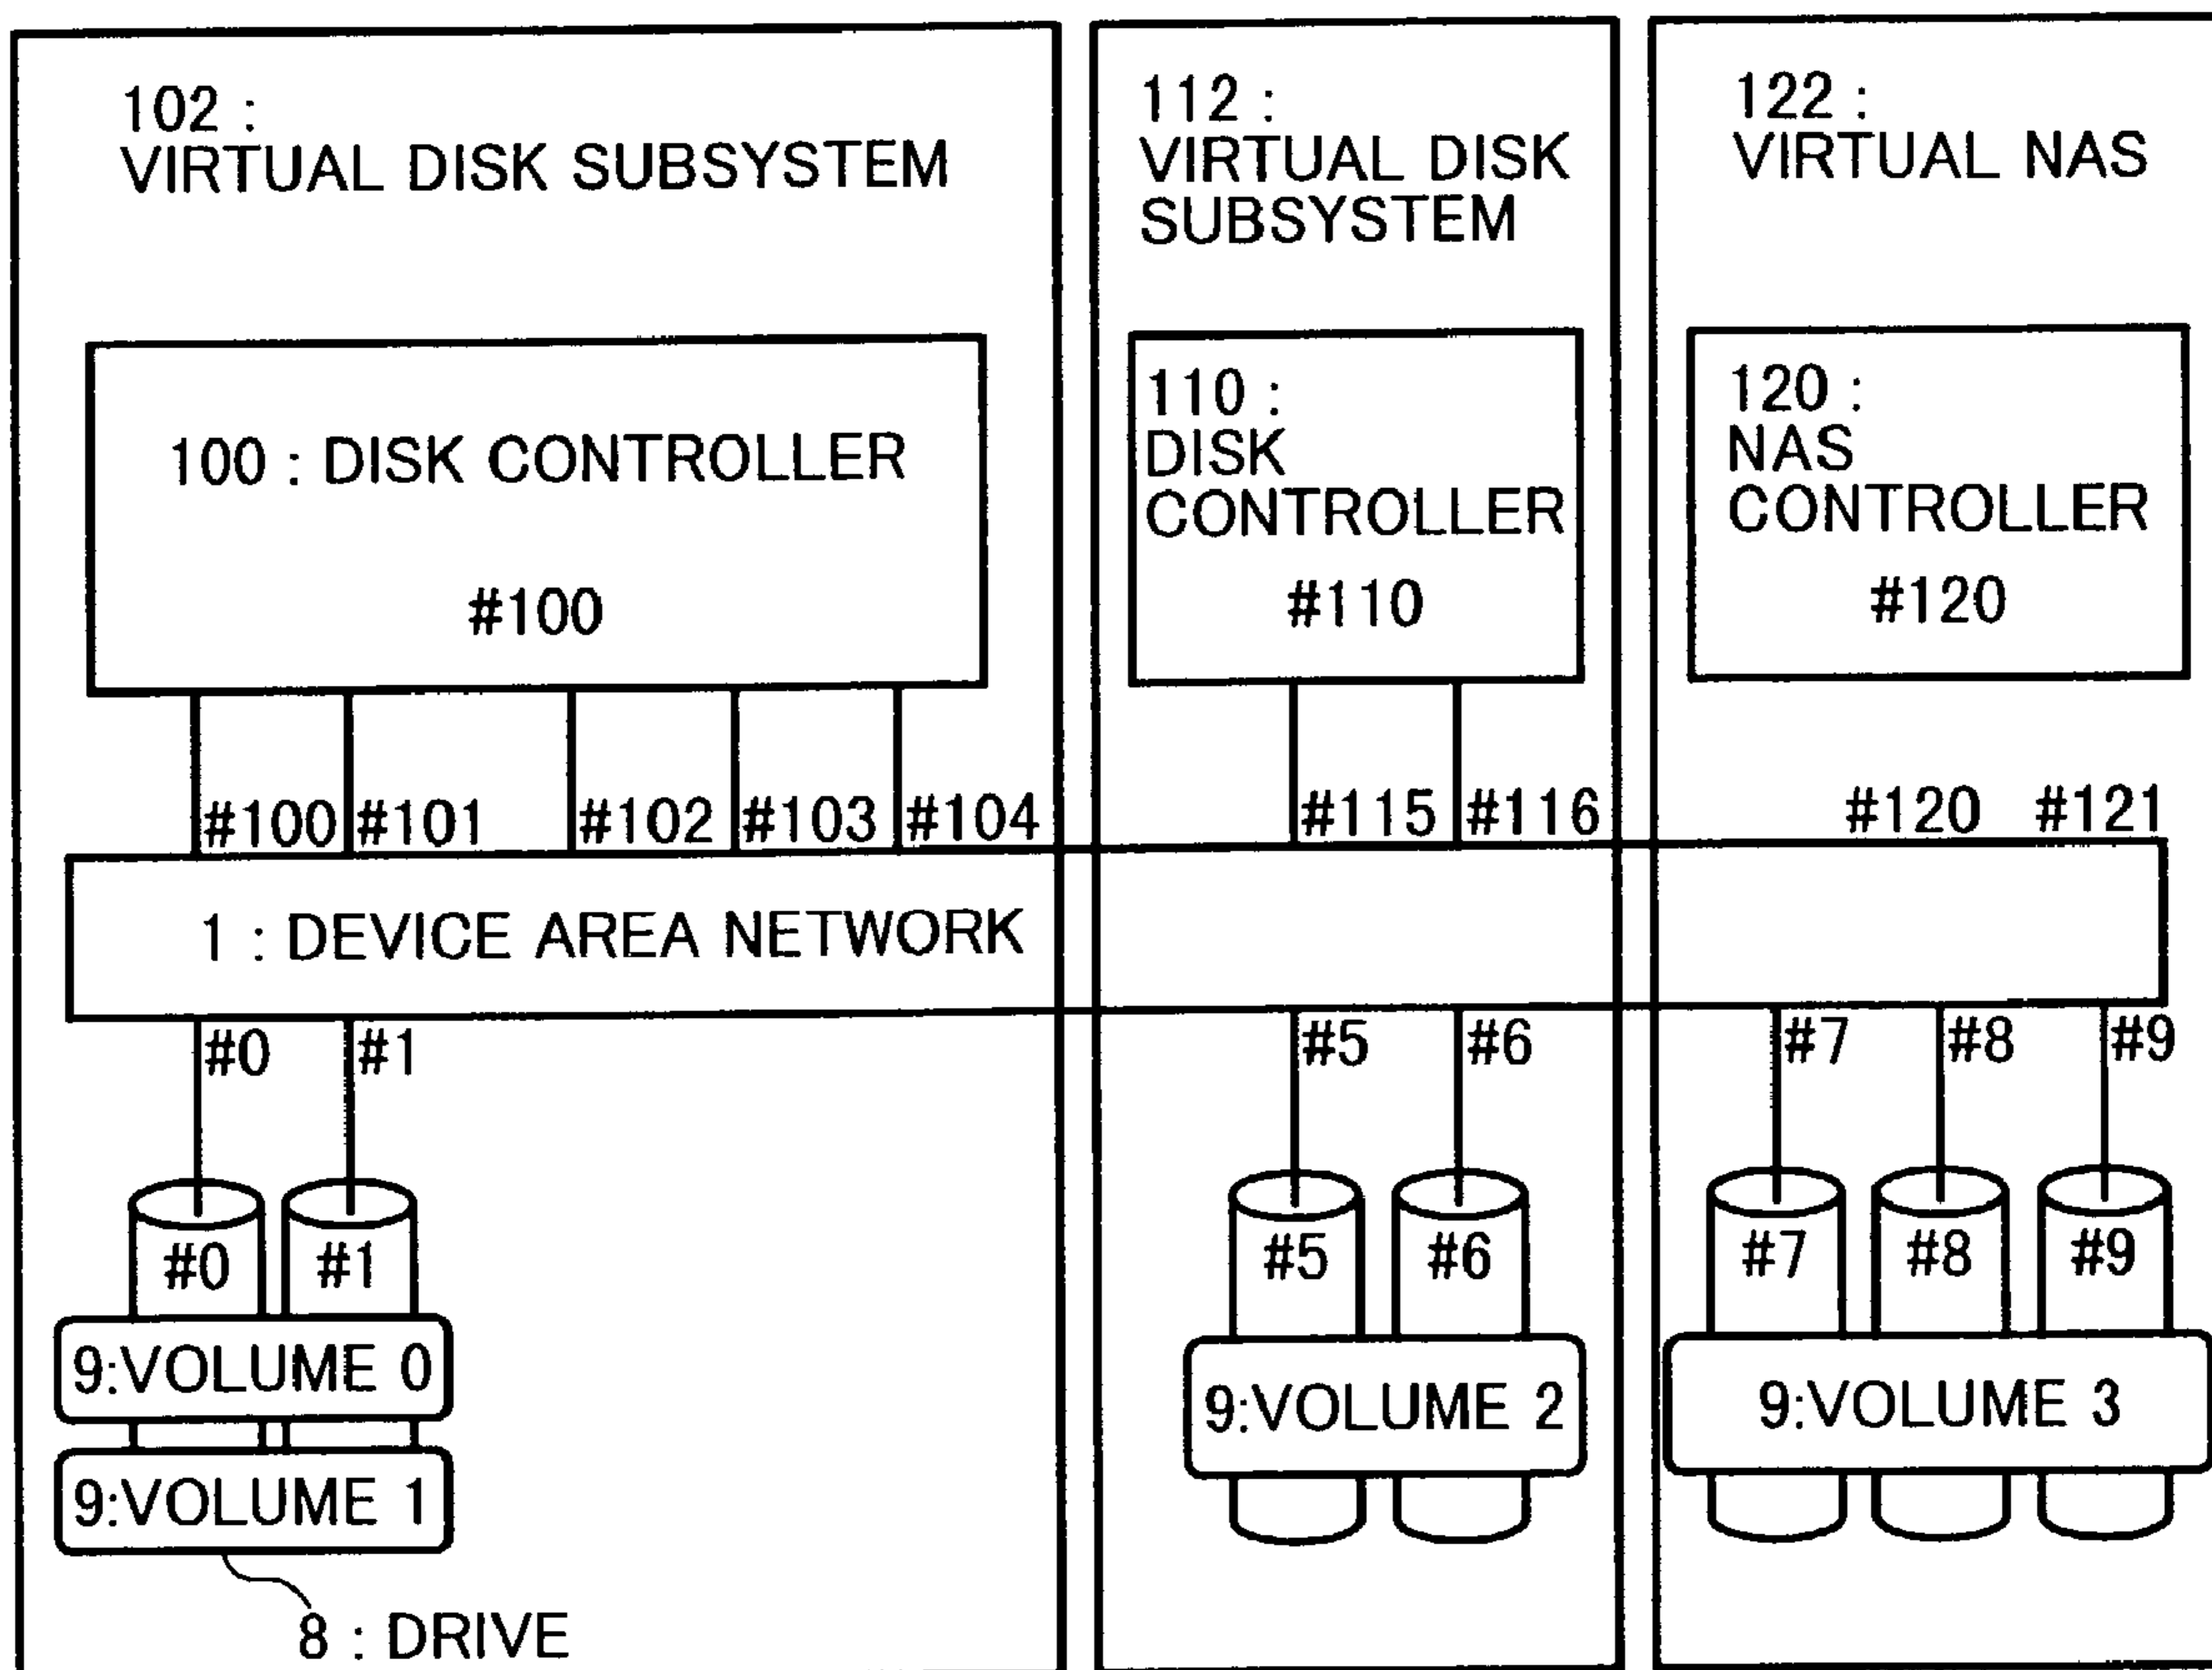 102 :
VIRTUAL DISK SUBSYSTEM
112 :
VIRTUAL DISK
SUBSYSTEM
122 :
VIRTUAL NAS
100 : DISK CONTROLLER
#100
110 :
DISK
CONTROLLER
#110
120 :
NAS
CONTROLLER
#120
#100 #101 #102 #103 #104 #115 #116 #120 #121
1 : DEVICE AREA NETWORK
#0 #1 #5 #6 #7 #8 #9
#0 #1 #5 #6 #7 #8 #9
9:VOLUME 0
9:VOLUME 1
9:VOLUME 2
9:VOLUME 3
8 : DRIVE